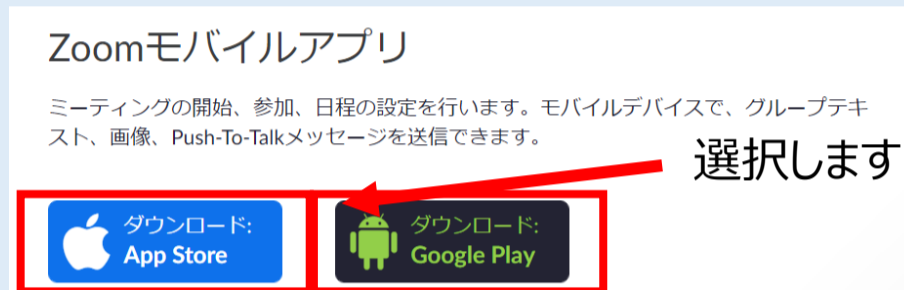 Zoomモバイルアプリ
ミーティングの開始、参加、日程の設定を行います。モバイルデバイスで、グループテキ
スト、画像、Push-To-Talkメッセージを送信できます。
選択します
ダウンロード:
App Store
ダウンロード:
Google Play